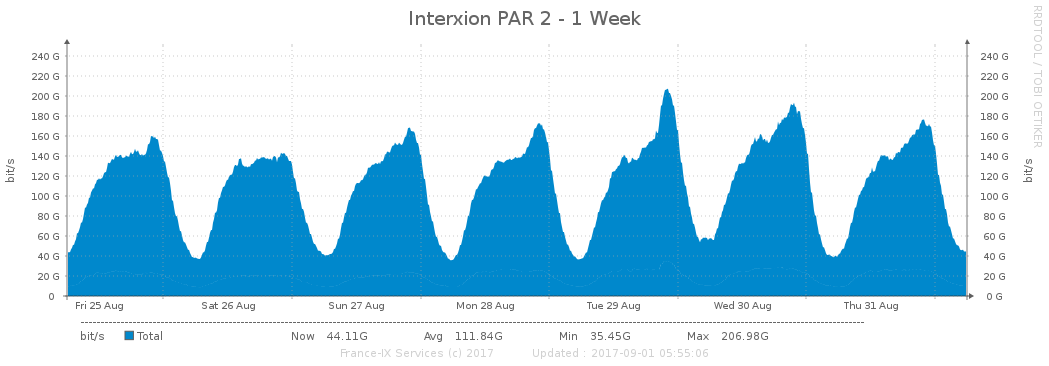 Interxion PAR 2 - 1 Week
RRDTOOL / TOBI OETIKER
bit/s
240 G 240 G
220 G 220 G
200 G 200 G
180 G 180 G
160 G 160 G
140 G 140 G
120 G 120 G
100 G 100 G
80 G 80 G
60 G 60 G
40 G 40 G
20 G 20 G
0 0 G
bit/s
Fri 25 Aug Sat 26 Aug Sun 27 Aug Mon 28 Aug Tue 29 Aug Wed 30 Aug Thu 31 Aug
bit/s Total Now 44.11G Avg 111.84G Min 35.45G Max 206.98G
France-IX Services (c) 2017 Updated : 2017-09-01 05:55:06